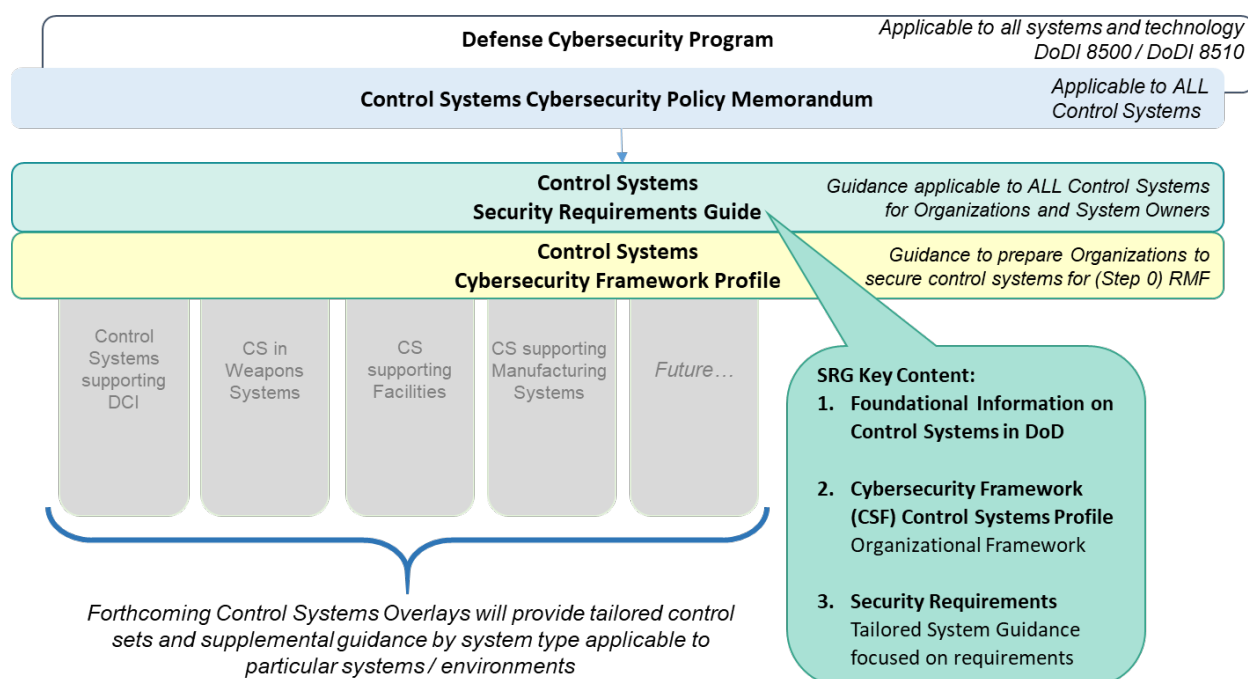 Defense Cybersecurity Program
Applicable to all systems and technology
DoDI 8500 / DoDI 8510
Control Systems Cybersecurity Policy Memorandum
Applicable to ALL
Control Systems
Control Systems
Security Requirements Guide
Guidance applicable to ALL Control Systems
for Organizations and System Owners
Control Systems
Cybersecurity Framework Profile
Guidance to prepare Organizations to
secure control systems for (Step 0) RMF
Control
Systems
supporting
DCI
CS in
Weapons
Systems
CS
supporting
Facilities
CS supporting
Manufacturing
Systems
Future…
SRG Key Content:
1. Foundational Information on
Control Systems in DoD
2. Cybersecurity Framework
(CSF) Control Systems Profile
Organizational Framework
3. Security Requirements
Tailored System Guidance
focused on requirements
Forthcoming Control Systems Overlays will provide tailored control
sets and supplemental guidance by system type applicable to
particular systems / environments